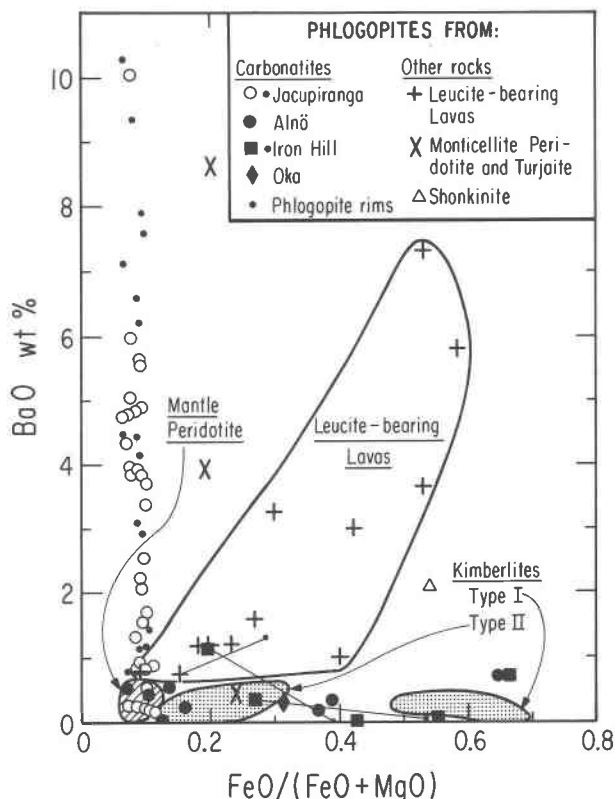 PHLOGOPITES FROM:
Carbonatites
Jacupiranga
Alnö
Iron Hill
Oka
Phlogopite rims
Other rocks
Leucite-bearing
Lavas
Monticellite Peri-
dotite and Turjaite
Shonkinite
10
8
6
4
2
0
BaO wt %
Mantle
Peridotite
Leucite-bearing
Lavas
Kimberlites
Type I
Type II
0 0.2 0.4 0.6 0.8
FeO/(FeO+MgO)